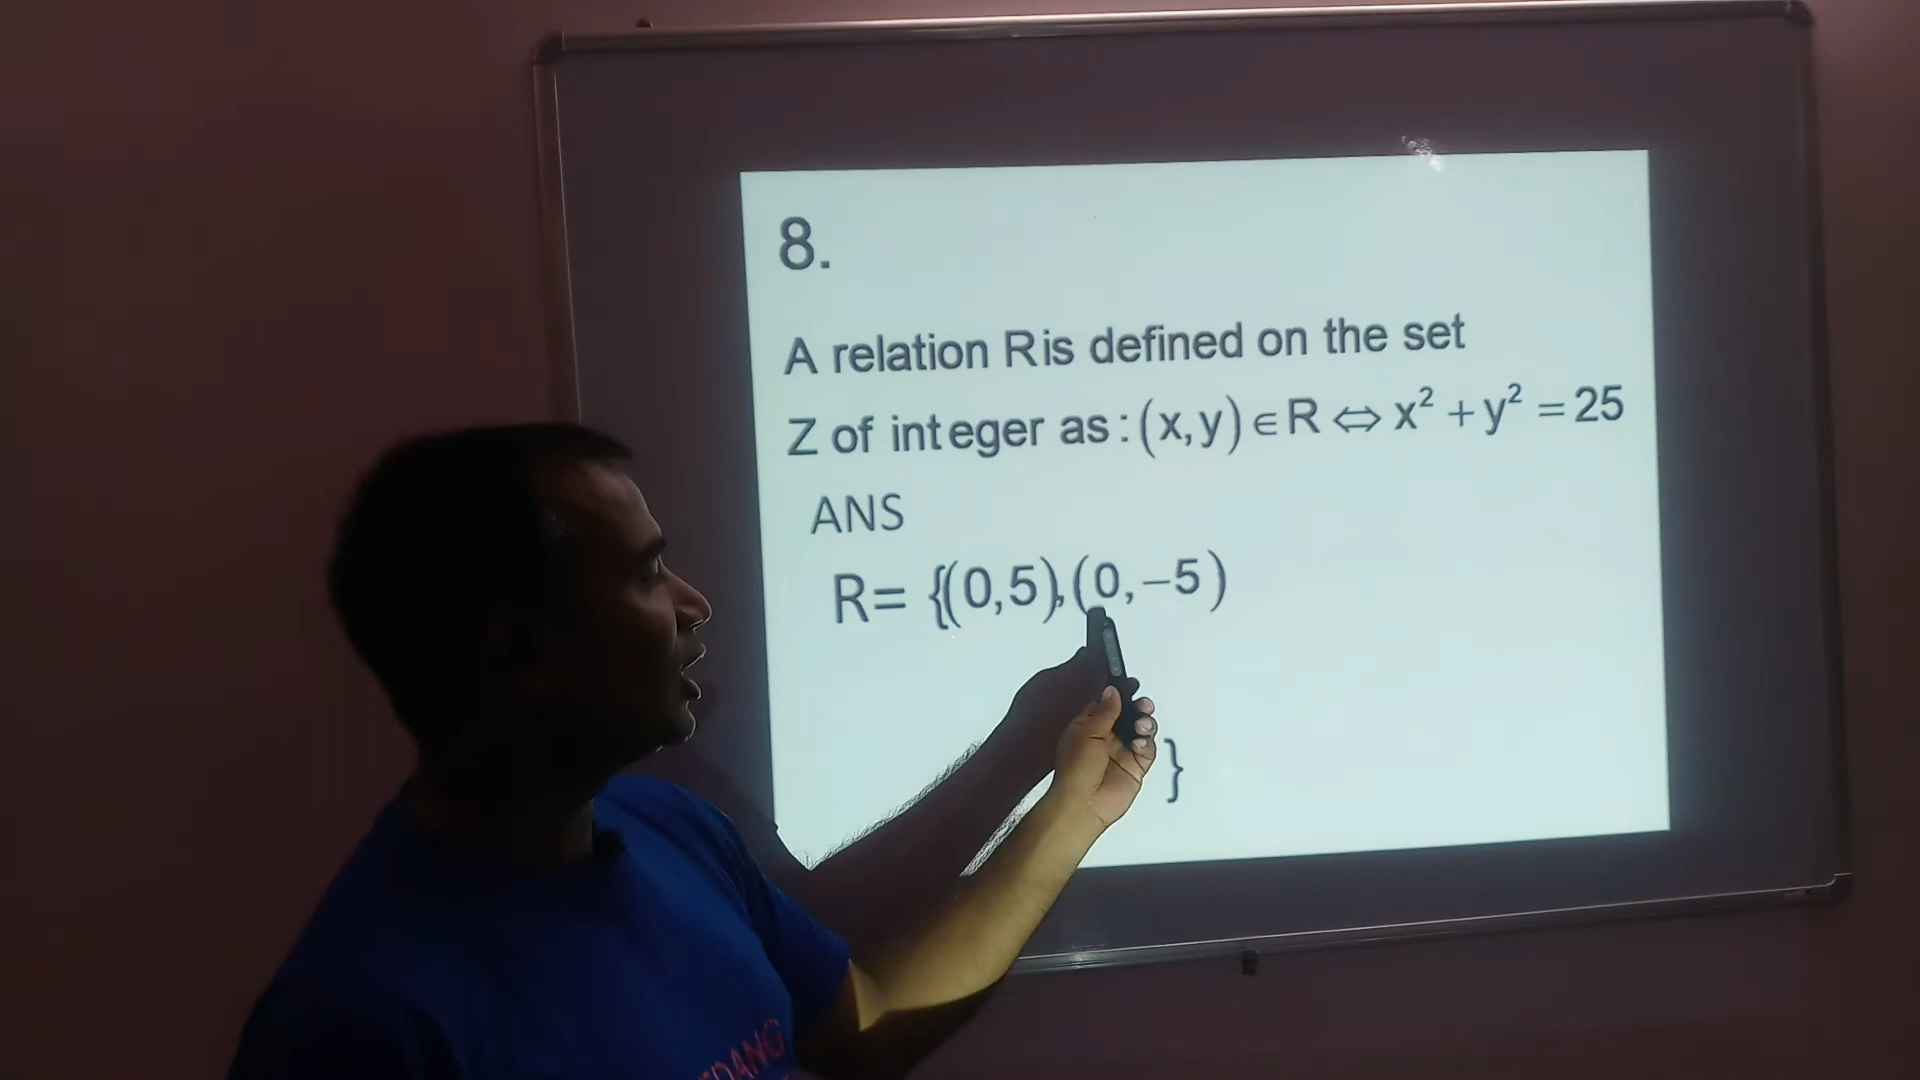 8.
A relation R is defined on the set
Z of integer as : (x,y) ∈ R ⇔ x² + y² = 25
ANS
R= {(0,5),(0,−5)
}